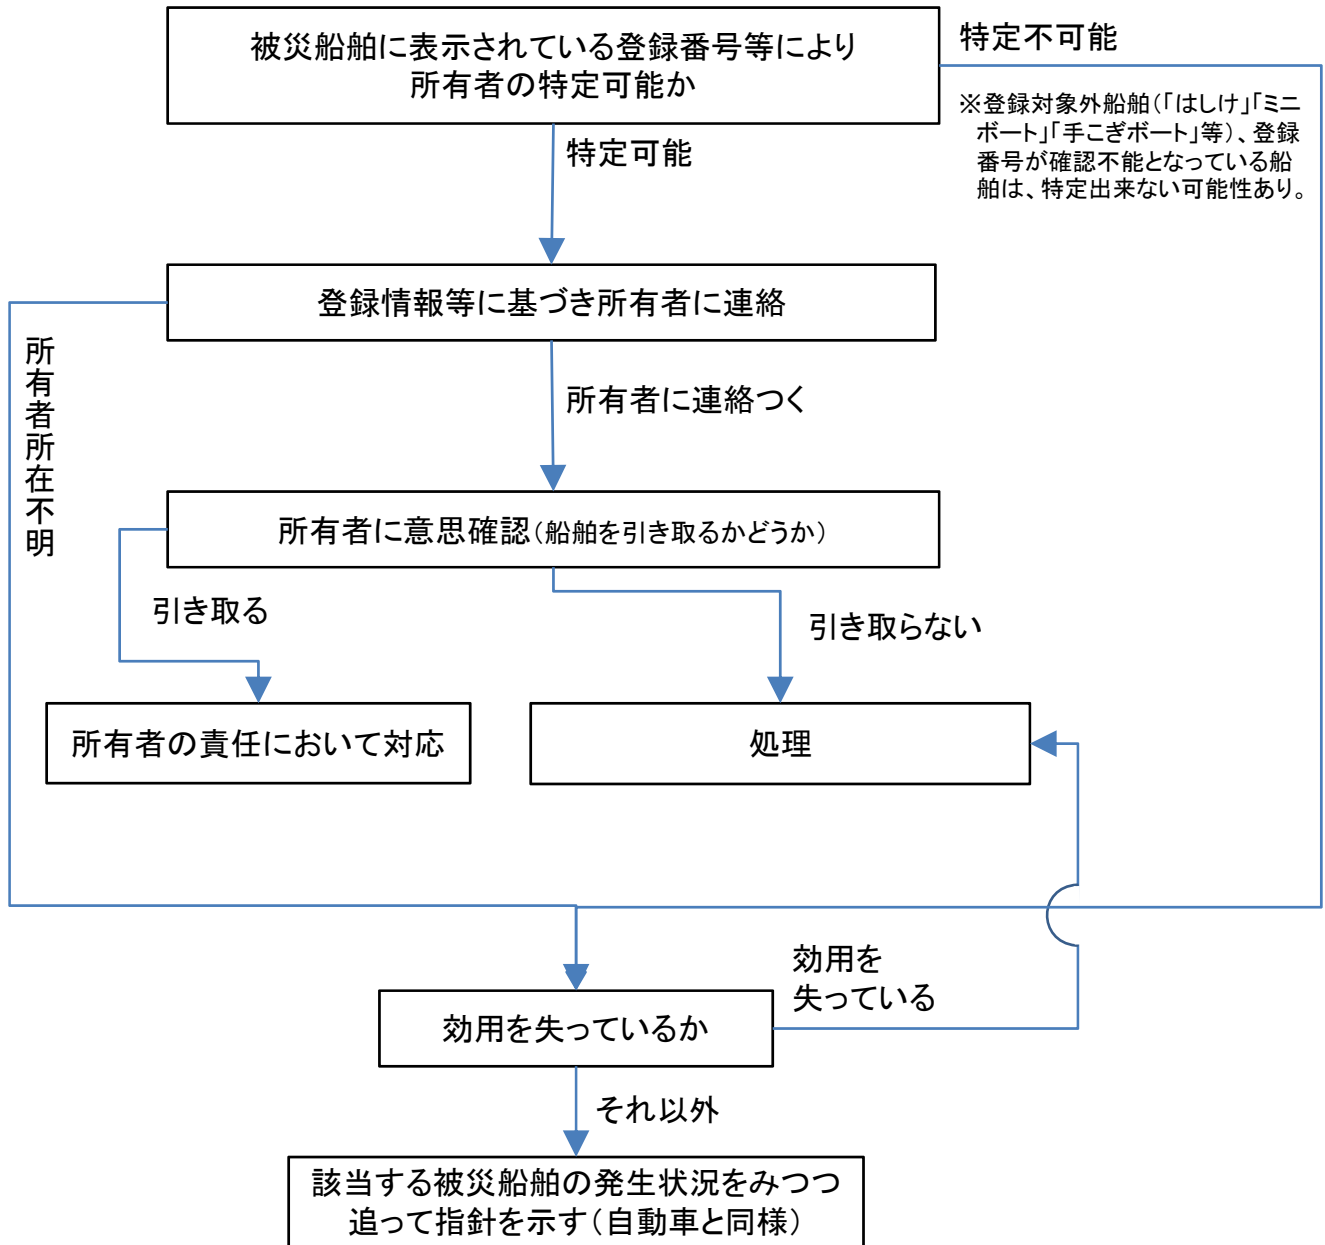 被災船舶に表示されている登録番号等により
所有者の特定可能か
特定不可能
※登録対象外船舶(「はしけ」「ミニ
ボート」「手こぎボート」等)、登録
番号が確認不能となっている船
舶は、特定出来ない可能性あり。
特定可能
登録情報等に基づき所有者に連絡
所有者所在不明
所有者に連絡つく
所有者に意思確認(船舶を引き取るかどうか)
引き取る
引き取らない
所有者の責任において対応
処理
効用を
失っている
効用を失っているか
それ以外
該当する被災船舶の発生状況をみつつ
追って指針を示す(自動車と同様)